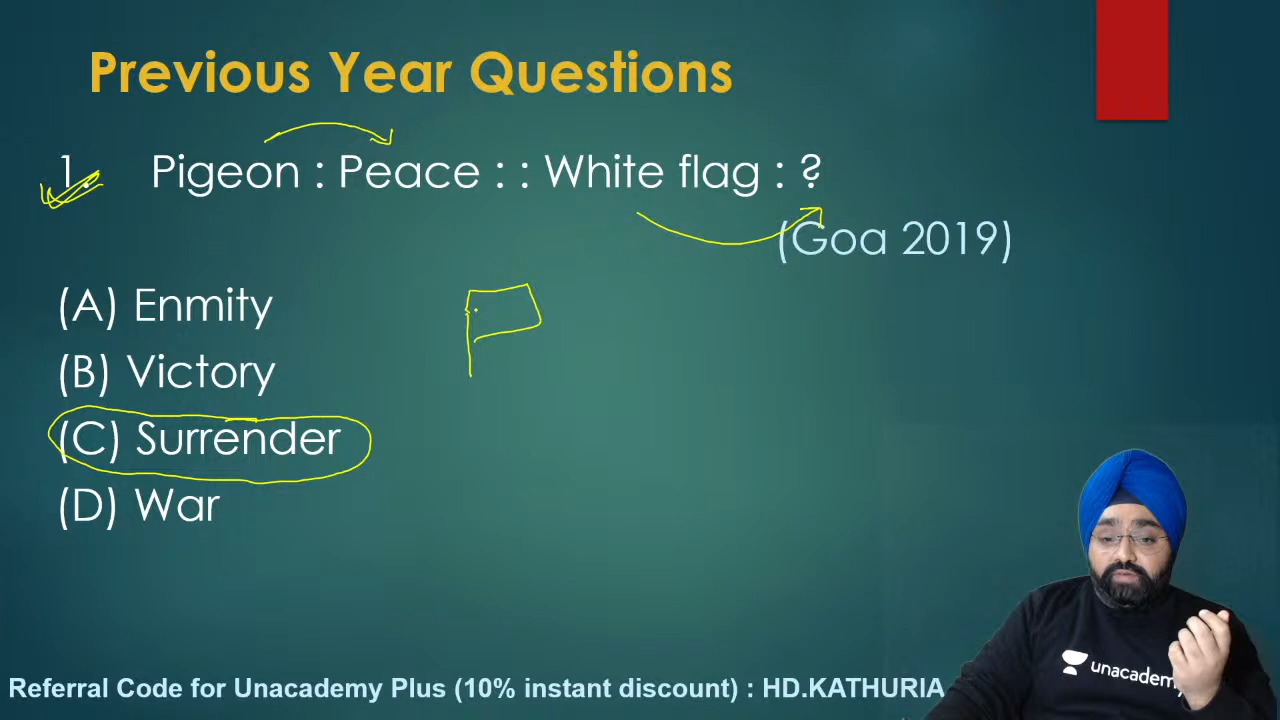 Previous Year Questions
1. Pigeon : Peace : : White flag : ?
(Goa 2019)
(A) Enmity
(B) Victory
(C) Surrender
(D) War
unacademy
Referral Code for Unacademy Plus (10% instant discount) : HD.KATHURIA